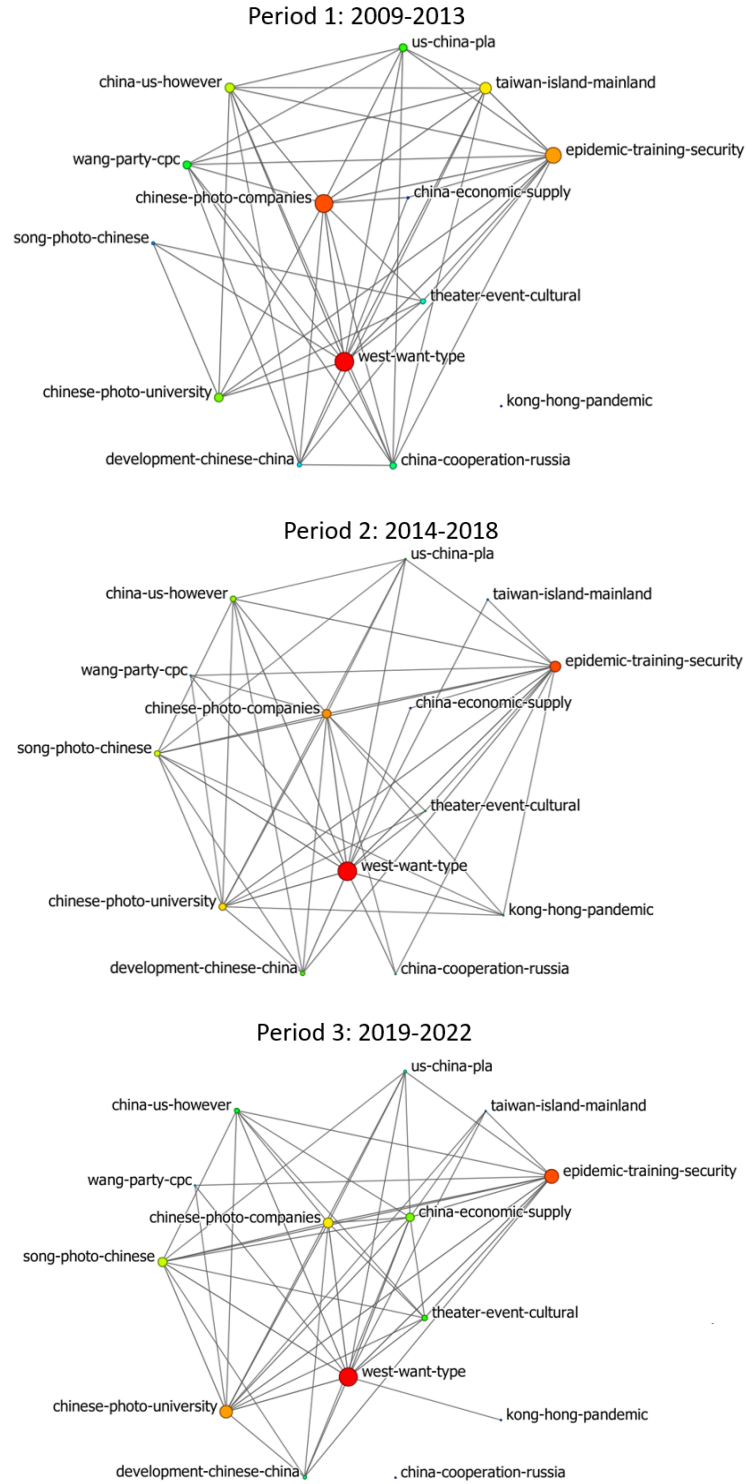 Period 1: 2009-2013
us-china-pla
china-us-however
taiwan-island-mainland
epidemic-training-security
wang-party-cpc
china-economic-supply
chinese-photo-companies
song-photo-chinese
theater-event-cultural
west-want-type
chinese-photo-university
kong-hong-pandemic
development-chinese-china
china-cooperation-russia
Period 2: 2014-2018
us-china-pla
china-us-however
taiwan-island-mainland
epidemic-training-security
wang-party-cpc
china-economic-supply
chinese-photo-companies
song-photo-chinese
theater-event-cultural
west-want-type
chinese-photo-university
kong-hong-pandemic
development-chinese-china
china-cooperation-russia
Period 3: 2019-2022
us-china-pla
china-us-however
taiwan-island-mainland
epidemic-training-security
wang-party-cpc
china-economic-supply
chinese-photo-companies
song-photo-chinese
theater-event-cultural
west-want-type
chinese-photo-university
kong-hong-pandemic
development-chinese-china
china-cooperation-russia